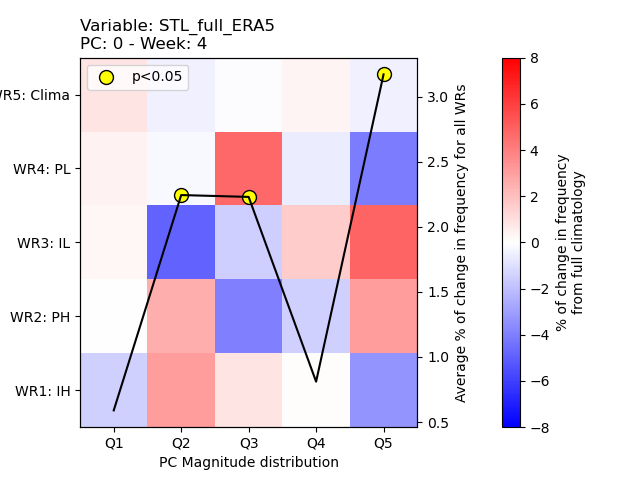 Variable: STL_full_ERA5
PC: 0 - Week: 4
p<0.05
WR5: Clima
WR4: PL
WR3: IL
WR2: PH
WR1: IH
Q1 Q2 Q3 Q4 Q5
PC Magnitude distribution
3.0
2.5
2.0
1.5
1.0
0.5
Average % of change in frequency for all WRs
8
6
4
2
0
−2
−4
−6
−8
% of change in frequency
from full climatology